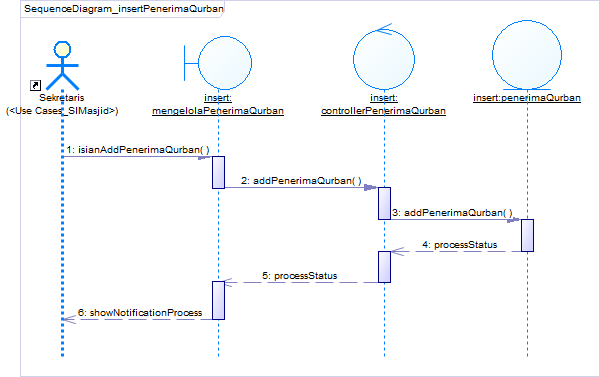 SequenceDiagram_insertPenerimaQurban
Sekretaris
(<Use Cases_SIMasjid>)
insert:
mengelolaPenerimaQurban
insert:
controllerPenerimaQurban
insert:penerimaQurban
1: isianAddPenerimaQurban( )
2: addPenerimaQurban( )
3: addPenerimaQurban( )
4: processStatus
5: processStatus
6: showNotificationProcess